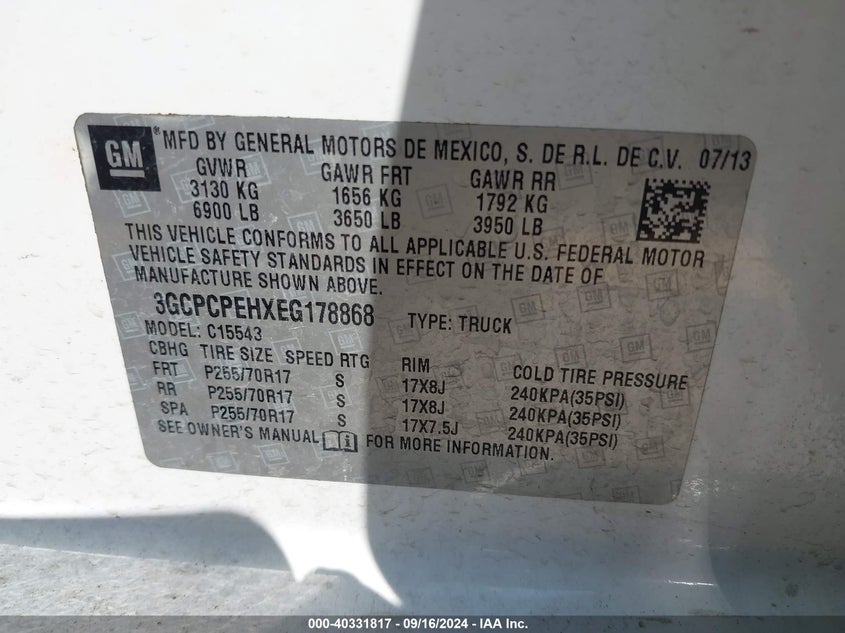 GM ® MFD BY GENERAL MOTORS DE MEXICO, S. DE R.L. DE C.V. 07/13
GVWR GAWR FRT GAWR RR
3130 KG 1656 KG 1792 KG
6900 LB 3650 LB 3950 LB
THIS VEHICLE CONFORMS TO ALL APPLICABLE U.S. FEDERAL MOTOR
VEHICLE SAFETY STANDARDS IN EFFECT ON THE DATE OF
MANUFACTURE SHOWN ABOVE.
3GCPCPEHXEG178868 TYPE: TRUCK
MODEL: C15543
CBHG TIRE SIZE SPEED RTG RIM COLD TIRE PRESSURE
FRT P255/70R17 S 17X8J 240KPA(35PSI)
RR P255/70R17 S 17X8J 240KPA(35PSI)
SPA P255/70R17 S 17X7.5J 240KPA(35PSI)
SEE OWNER'S MANUAL FOR MORE INFORMATION.
000-40331817 - 09/16/2024 - IAA Inc.